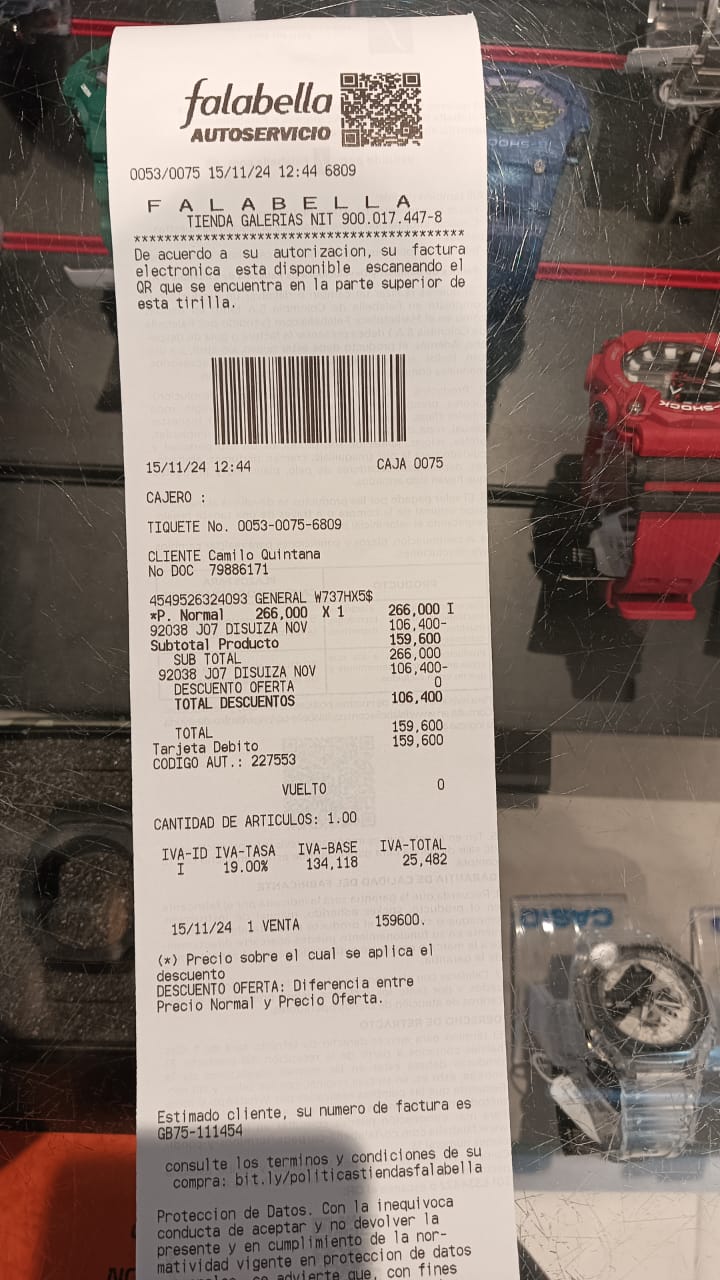 falabella
AUTOSERVICIO
0053/0075 15/11/24 12:44 6809
F A L A B E L L A
TIENDA GALERIAS NIT 900.017.447-8
******************************************
De acuerdo a su autorizacion, su factura
electronica esta disponible escaneando el
QR que se encuentra en la parte superior de
esta tirilla.
15/11/24 12:44 CAJA 0075
CAJERO :
TIQUETE No. 0053-0075-6809
CLIENTE Camilo Quintana
No DOC 79886171
4549526324093 GENERAL W737HX5$
*P. Normal 266,000 X 1 266,000 I
92038 J07 DISUIZA NOV 106,400-
Subtotal Producto 159,600
SUB TOTAL 266,000
92038 J07 DISUIZA NOV 106,400-
DESCUENTO OFERTA 0
TOTAL DESCUENTOS 106,400
TOTAL 159,600
Tarjeta Debito 159,600
CODIGO AUT.: 227553
VUELTO 0
CANTIDAD DE ARTICULOS: 1.00
IVA-ID IVA-TASA IVA-BASE IVA-TOTAL
I 19.00% 134,118 25,482
15/11/24 1 VENTA 159600.
(*) Precio sobre el cual se aplica el
descuento
DESCUENTO OFERTA: Diferencia entre
Precio Normal y Precio Oferta.
Estimado cliente, su numero de factura es
GB75-111454
consulte los terminos y condiciones de su
compra: bit.ly/politicastiendasfalabella
Proteccion de Datos. Con la inequivoca
conducta de aceptar y no devolver la
presente y en cumplimiento de la nor-
matividad vigente en proteccion de datos
se advierte que, con fines
G-SHOCK
G-SHOCK
CASIO